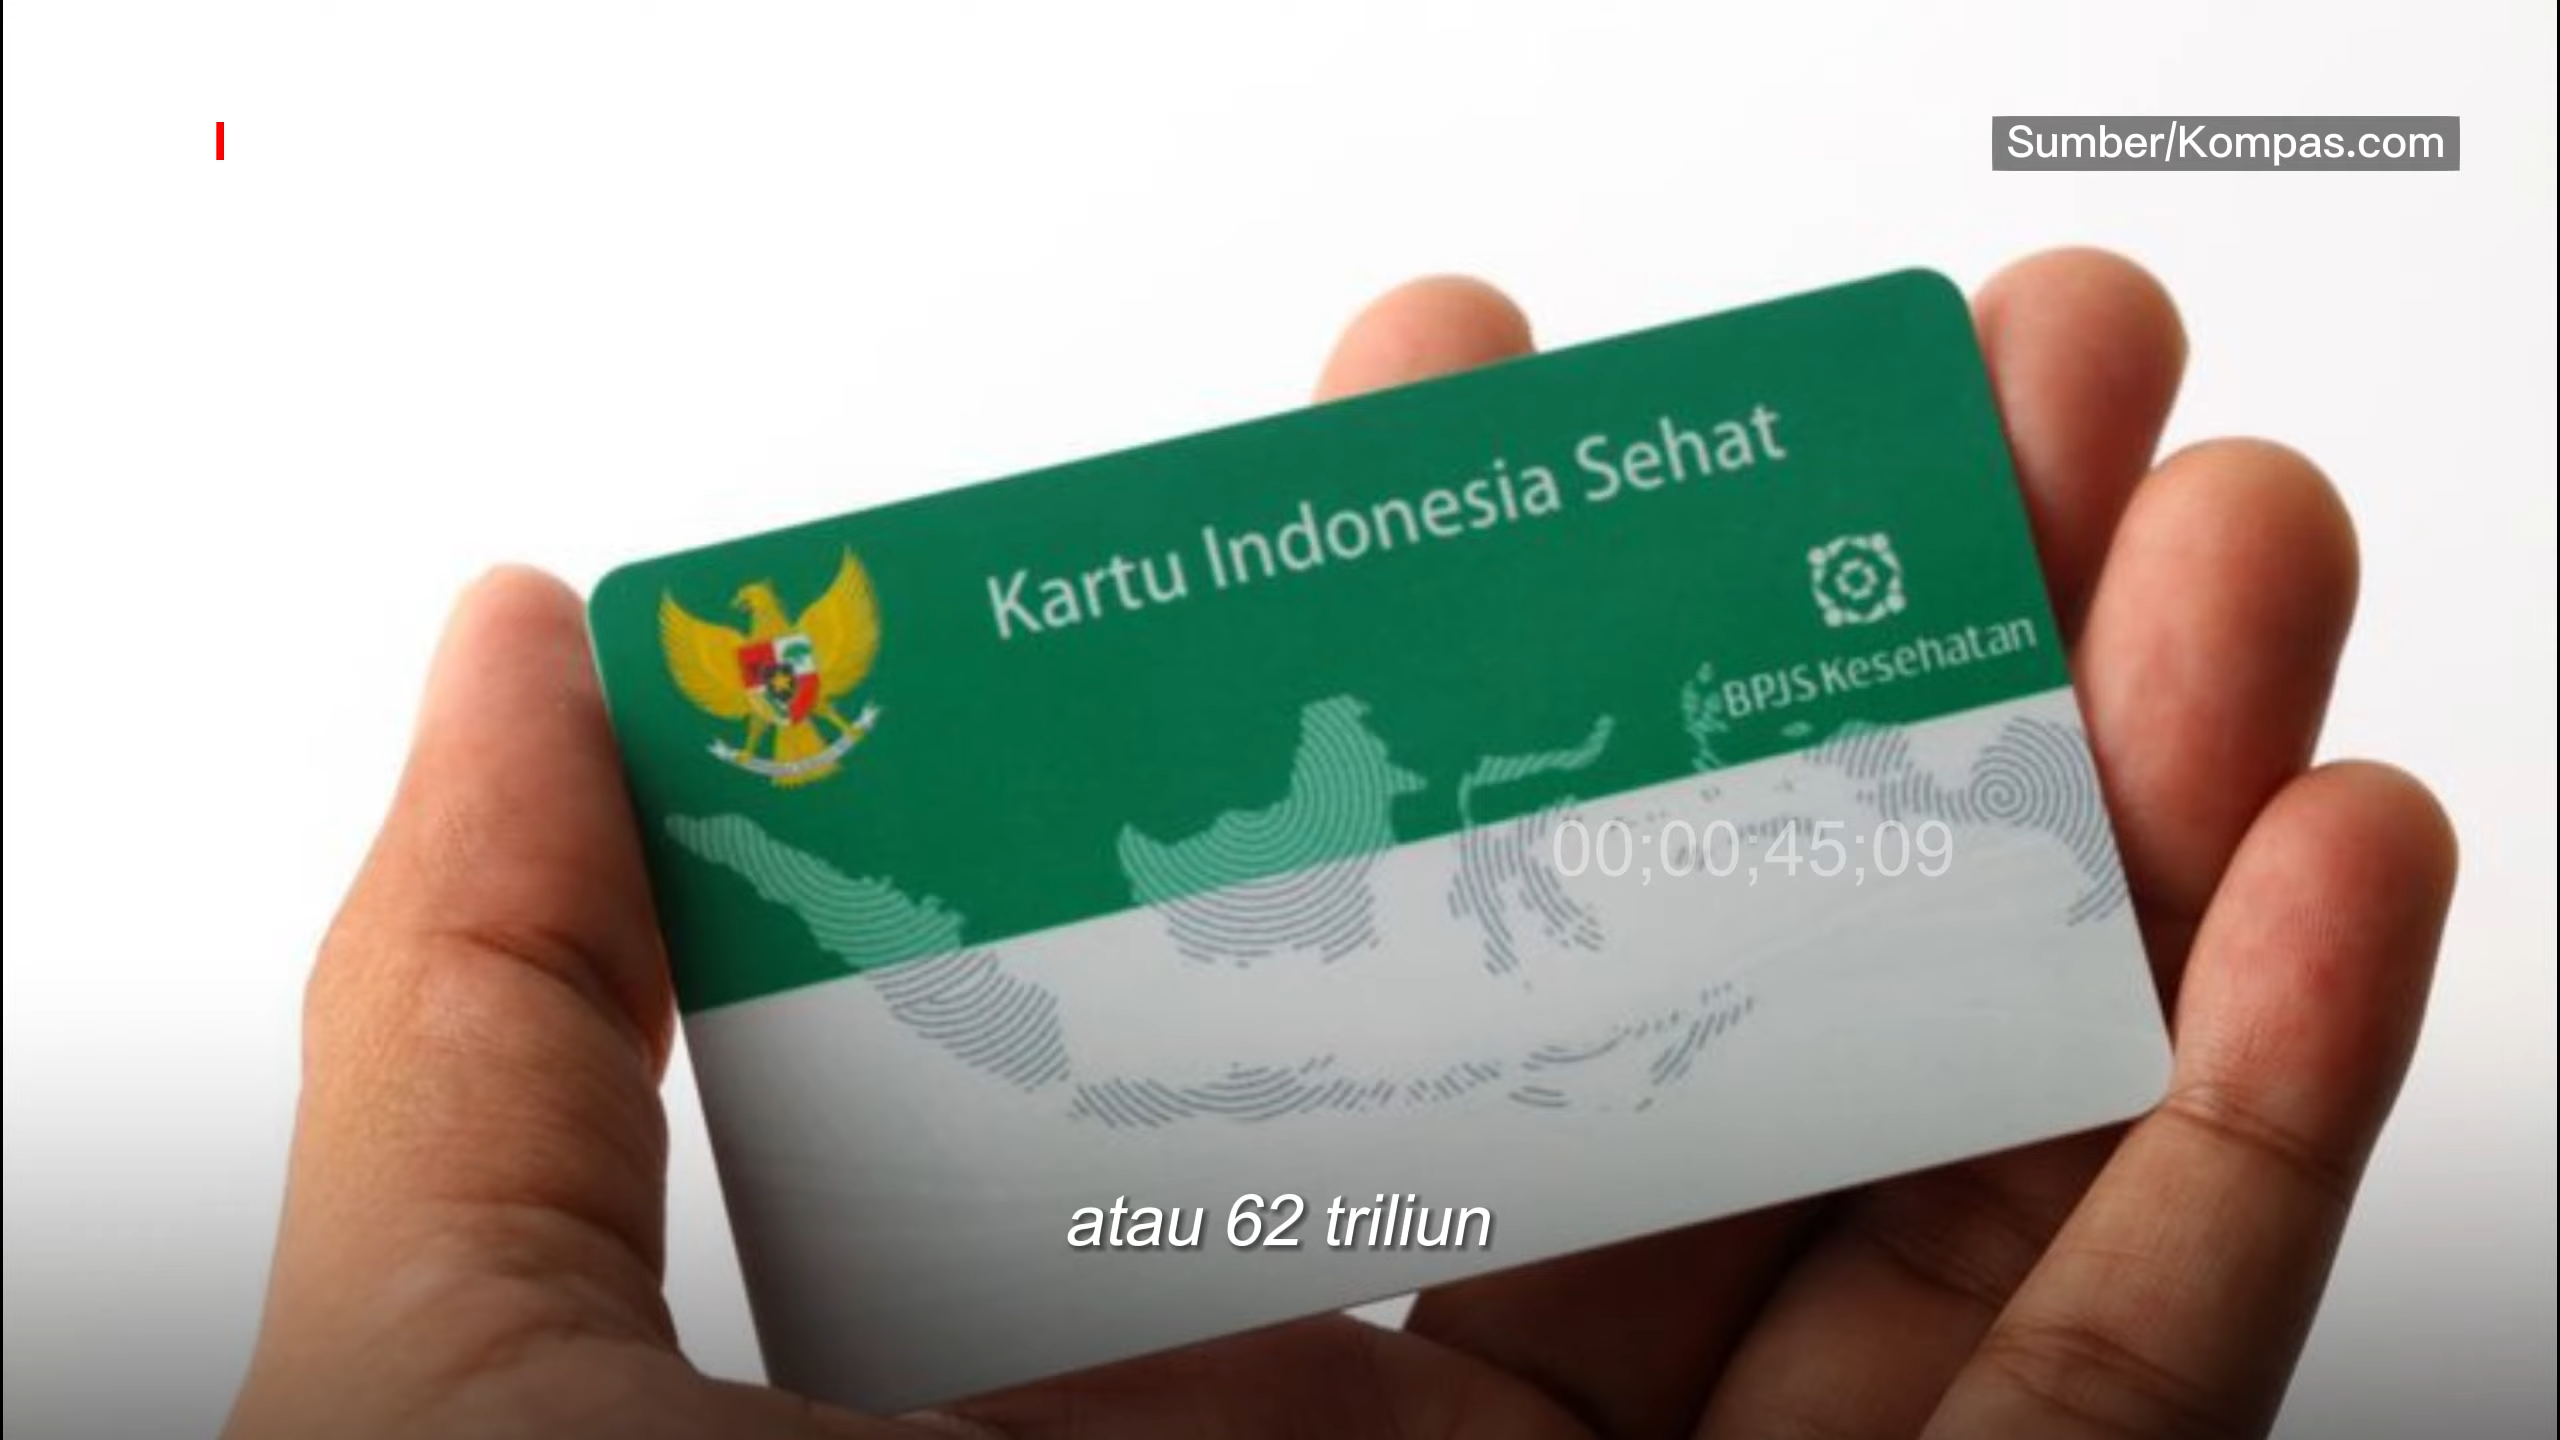 Sumber/Kompas.com
Kartu Indonesia Sehat
BPJS Kesehatan
00;00;45;09
atau 62 triliun